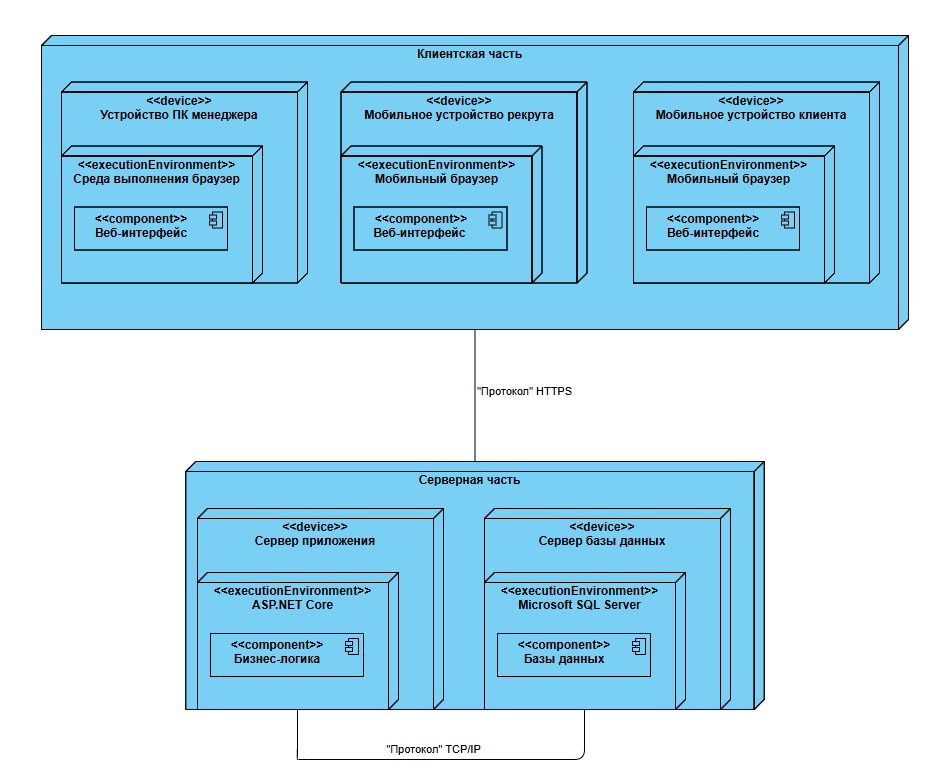 Клиентская часть
<<device>>
Устройство ПК менеджера
<<executionEnvironment>>
Среда выполнения браузер
<<component>>
Веб-интерфейс
<<device>>
Мобильное устройство рекрута
<<executionEnvironment>>
Мобильный браузер
<<component>>
Веб-интерфейс
<<device>>
Мобильное устройство клиента
<<executionEnvironment>>
Мобильный браузер
<<component>>
Веб-интерфейс
"Протокол" HTTPS
Серверная часть
<<device>>
Сервер приложения
<<executionEnvironment>>
ASP.NET Core
<<component>>
Бизнес-логика
<<device>>
Сервер базы данных
<<executionEnvironment>>
Microsoft SQL Server
<<component>>
Базы данных
"Протокол" TCP/IP